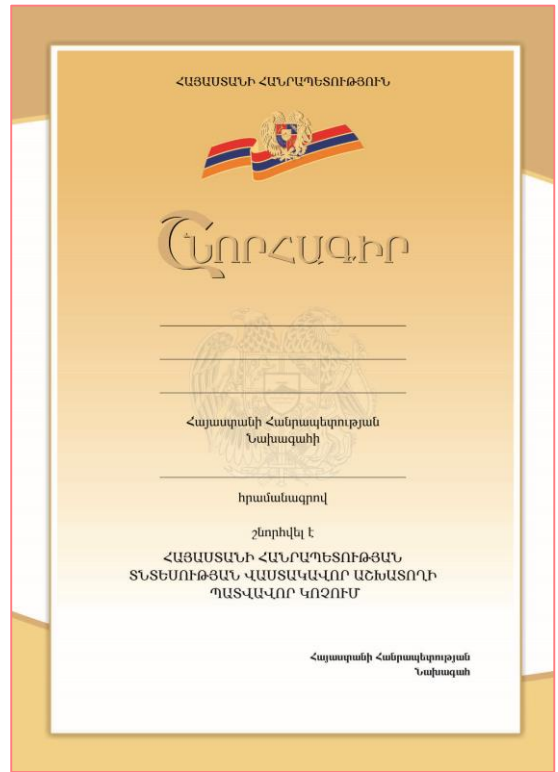 ՀԱՅԱՍՏԱՆԻ ՀԱՆՐԱՊԵՏՈՒԹՅՈՒՆ
ՇՆՈՐՀԱԳԻՐ
Հայաստանի Հանրապետության
Նախագահի
հրամանագրով
շնորհվել է
ՀԱՅԱՍՏԱՆԻ ՀԱՆՐԱՊԵՏՈՒԹՅԱՆ
ՏՆՏԵՍՈՒԹՅԱՆ ՎԱՍՏԱԿԱՎՈՐ ԱՇԽԱՏՈՂԻ
ՊԱՏՎԱՎՈՐ ԿՈՉՈՒՄ
Հայաստանի Հանրապետության
Նախագահ